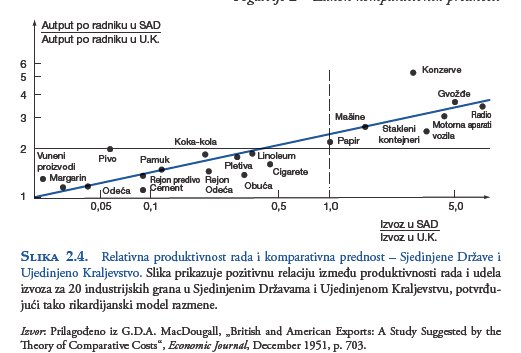 Autput po radniku u SAD
Autput po radniku u U.K.
6
5
4
3
2
1
Konzerve
Gvožđe
Radio
aparati
Motorna
vozila
Stakleni
kontejneri
Mašine
Papir
Koka-kola
Linoleum
Pletiva
Cigarete
Obuća
Pivo
Pamuk
Rejon predivo
Rejon
Odeća
Cement
Vuneni
proizvodi
Margarin
Odeća
0,05
0,1
0,5
1,0
5,0
Izvoz u SAD
Izvoz u U.K.
SLIKA 2.4. Relativna produktivnost rada i komparativna prednost – Sjedinjene Države i
Ujedinjeno Kraljevstvo. Slika prikazuje pozitivnu relaciju između produktivnosti rada i udela
izvoza za 20 industrijskih grana u Sjedinjenim Državama i Ujedinjenom Kraljevstvu, potvrđu-
jući tako rikardijanski model razmene.
Izvor: Prilagođeno iz G.D.A. MacDougall, „British and American Exports: A Study Suggested by the
Theory of Comparative Costs“, Economic Journal, December 1951, p. 703.